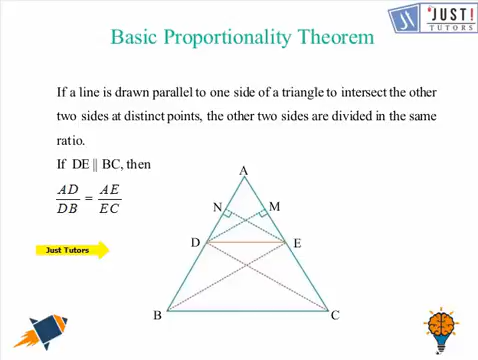 Basic Proportionality Theorem
'JUST!
TUTORS
If a line is drawn parallel to one side of a triangle to intersect the other
two sides at distinct points, the other two sides are divided in the same
ratio.
If DE || BC, then
AD/DB = AE/EC
Just Tutors
A
N M
D E
B C